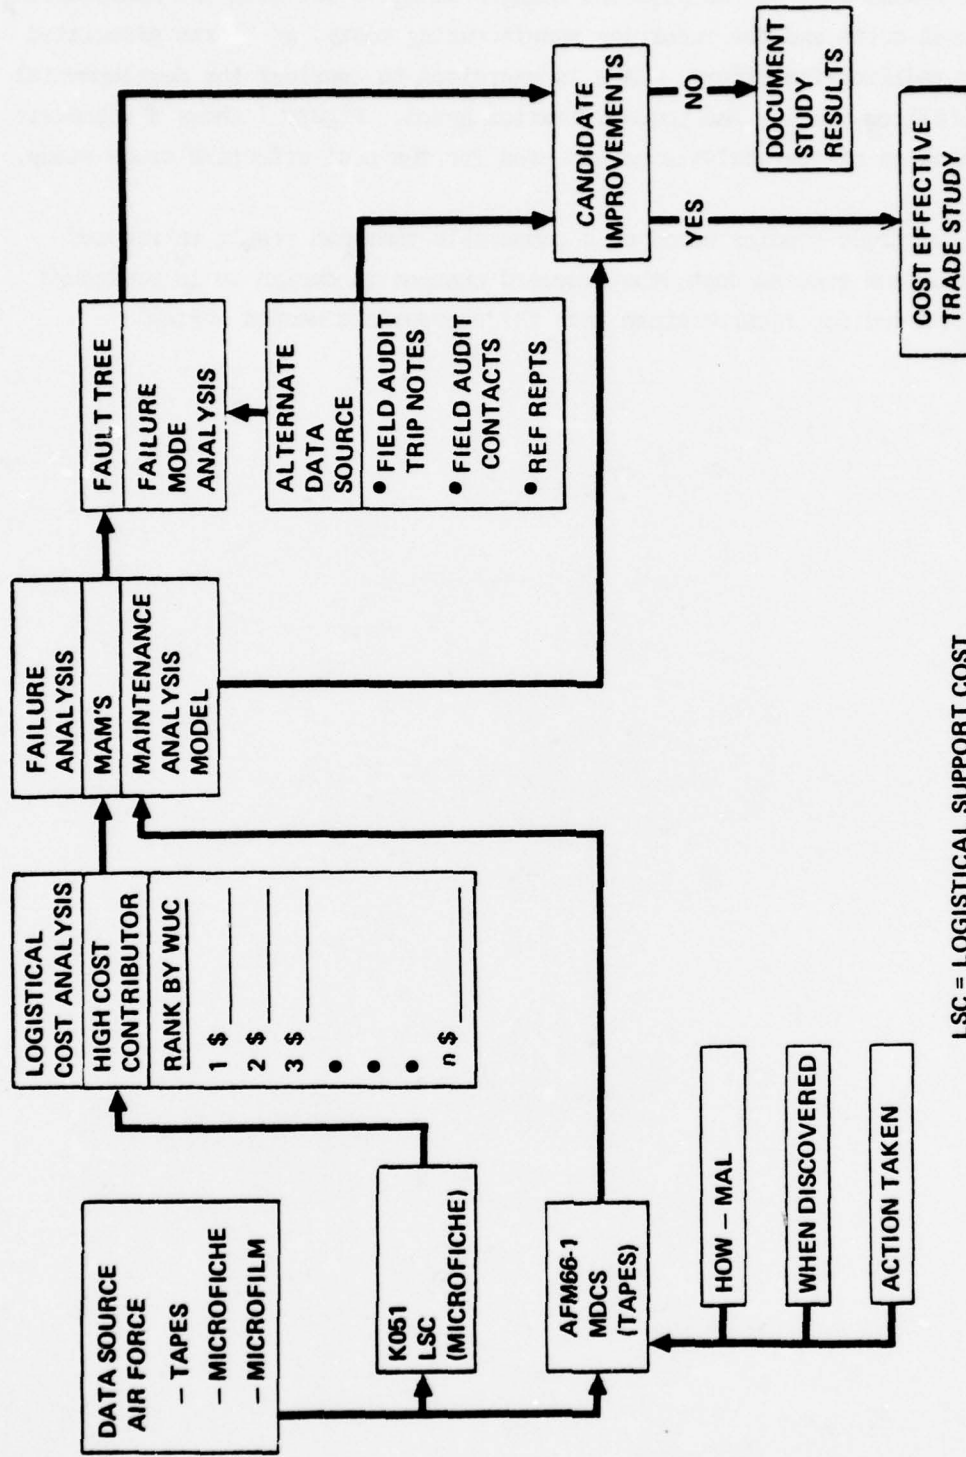 DATA SOURCE
AIR FORCE
– TAPES
– MICROFICHE
– MICROFILM
K051
LSC
(MICROFICHE)
AFM66-1
MDCS
(TAPES)
HOW – MAL
WHEN DISCOVERED
ACTION TAKEN
LOGISTICAL
COST ANALYSIS
HIGH COST
CONTRIBUTOR
RANK BY WUC
1 $
2 $
3 $
•
•
•
n $
FAILURE
ANALYSIS
MAM'S
MAINTENANCE
ANALYSIS
MODEL
FAULT TREE
FAILURE
MODE
ANALYSIS
ALTERNATE
DATA
SOURCE
• FIELD AUDIT
TRIP NOTES
• FIELD AUDIT
CONTACTS
• REF REPTS
CANDIDATE
IMPROVEMENTS
YES
NO
DOCUMENT
STUDY
RESULTS
COST EFFECTIVE
TRADE STUDY
LSC = LOGISTICAL SUPPORT COST